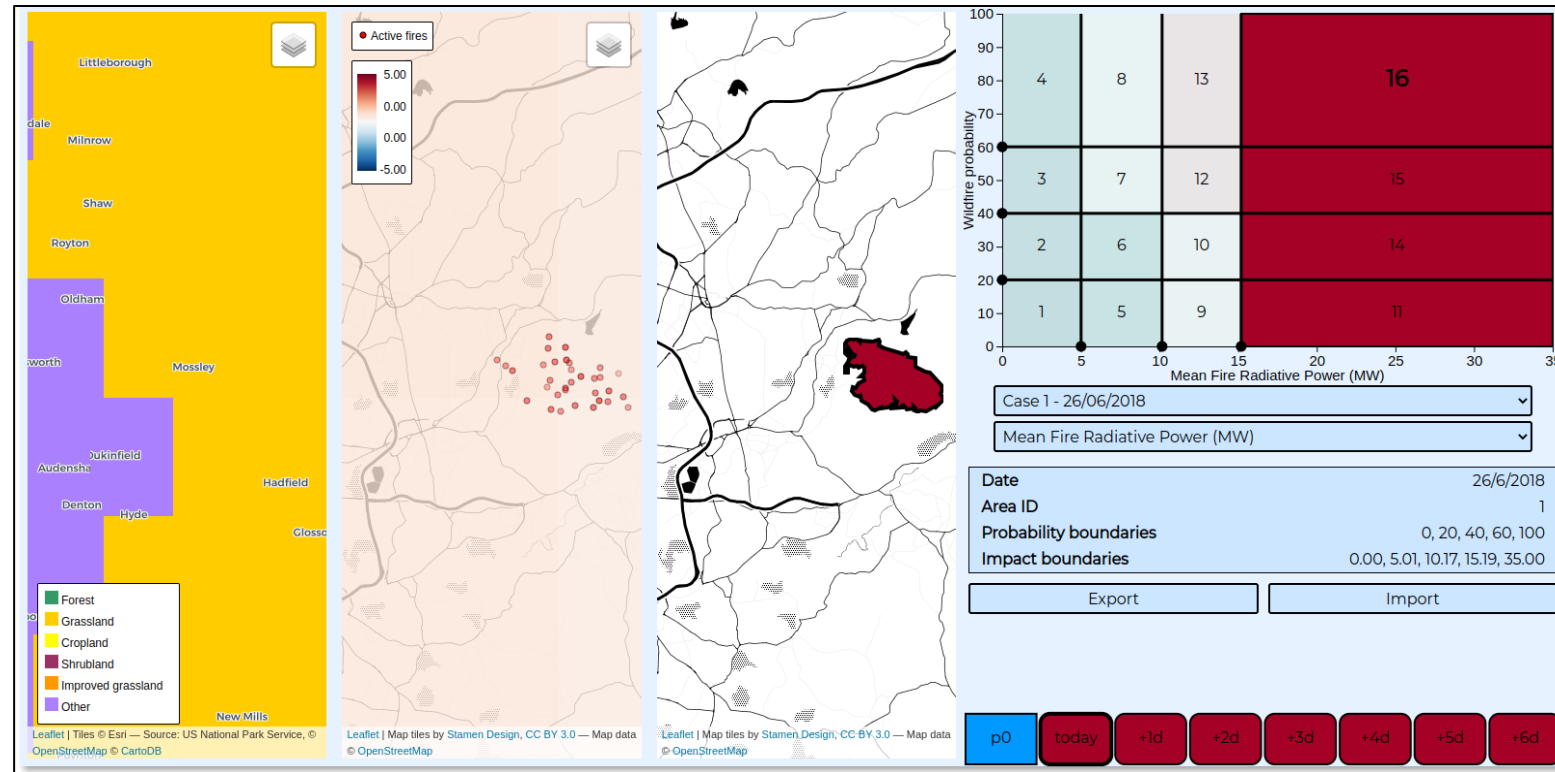 Littleborough
dale
Milnrow
Shaw
Royton
Oldham
sworth
Mossley
Dukinfield
Audensha
Hadfield
Denton
Hyde
Glosso
Forest
Grassland
Cropland
Shrubland
Improved grassland
Other
New Mills
Leaflet | Tiles © Esri — Source: US National Park Service, ©
OpenStreetMap © CartoDB
Active fires
5.00
0.00
0.00
-5.00
Leaflet | Map tiles by Stamen Design, CC BY 3.0 — Map data
© OpenStreetMap
Leaflet | Map tiles by Stamen Design, CC BY 3.0 — Map data
© OpenStreetMap
Wildfire probability
100
90
80
70
60
50
40
30
20
10
0
4 8 13 16
3 7 12 15
2 6 10 14
1 5 9 11
0 5 10 15 20 25 30 35
Mean Fire Radiative Power (MW)
Case 1 - 26/06/2018
Mean Fire Radiative Power (MW)
Date 26/6/2018
Area ID 1
Probability boundaries 0, 20, 40, 60, 100
Impact boundaries 0.00, 5.01, 10.17, 15.19, 35.00
Export Import
p0 today +1d +2d +3d +4d +5d +6d